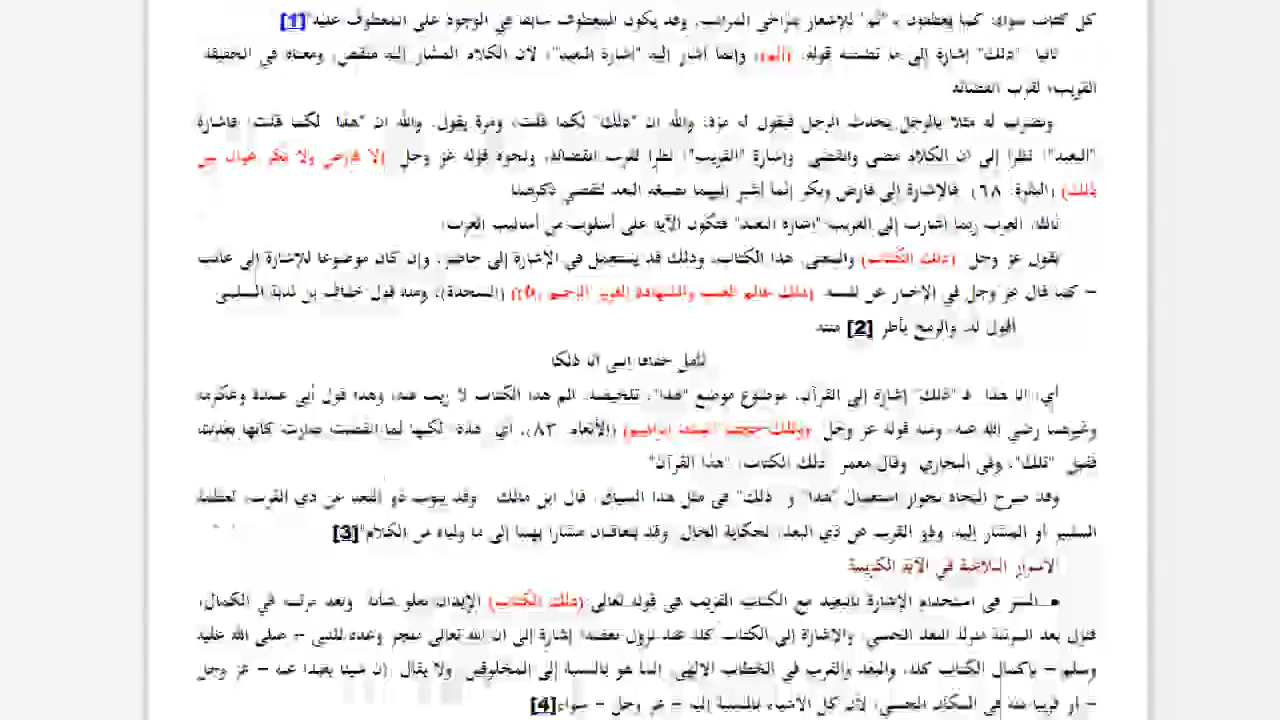 كل كتاب سواه، كما يعطفون بـ "ثم" للإشعار بتراخي المراتب، وقد يكون المعطوف سابقا في الوجود على المعطوف عليه"[1]
ثانيا: "ذلك" إشارة إلى ما تضمنه قوله: (الم) وإنما أشار إليه "إشارة البعيد"؛ لأن الكلام المشار إليه منقض، ومعناه في الحقيقة
القريب؛ لقرب انقضائه
ونضرب له مثلا بالرجل يحدث الرجل فيقول له مرة: والله إن "ذلك" لكما قلت، ومرة يقول: والله إن "هذا" لكما قلت؛ فإشارة
"البعيد" نظرا إلى أن الكلام مضى وانقضى، وإشارة "القريب" نظرا لقرب انقضائه، ونحوه قوله عز وجل: (لا فارض ولا بكر عوان بين
ذلك) (البقرة: ٦٨) فالإشارة إلى فارض وبكر إنما أشير إليهما بصيغة البعد لتقضي ذكرهما
ثالثا: العرب ربما أشارت إلى القريب "إشارة البعيد" فتكون الآية على أسلوب من أساليب العرب؛
يقول عز وجل: (ذلك الكتاب) والمعنى: هذا الكتاب، وذلك قد يستعمل في الإشارة إلى حاضر، وإن كان موضوعا للإشارة إلى غائب
– كما قال عز وجل في الإخبار عن نفسه: (ذلك عالم الغيب والشهادة العزيز الرحيم (6)) (السجدة)، ومنه قول خفاف بن ندبة السلمي
أقول له والرمح يأطر [2] متنه
تأمل خفافا إنني أنا ذلكا
أي: أنا هذا. فـ "ذلك" إشارة إلى القرآن، موضوع موضع "هذا"، تلخيصه: الم هذا الكتاب لا ريب فيه، وهذا قول أبي عبيدة وعكرمة
وغيرهما رضي الله عنه، ومنه قوله عز وجل: (وتلك حجتنا آتيناها إبراهيم) (الأنعام: ٨٣)، أي: هذه؛ لكنها لما انقضت صارت كأنها بعدت،
فقيل "تلك"، وفي البخاري "وقال معمر: ذلك الكتاب: "هذا القرآن"
وقد صرح النحاة بجواز استعمال "هذا" و "ذلك" في مثل هذا السياق، قال ابن مالك: "وقد ينوب ذو البعد عن ذي القرب؛ لعظمة
المشير أو المشار إليه، وذو القرب عن ذي البعد؛ لحكاية الحال، وقد يتعاقبان مشارا بهما إلى ما ولياه من الكلام"[3]
الأسرار البلاغية في الآية الكريمة
السر في استخدام الإشارة للبعيد مع الكتاب القريب في قوله تعالى (ذلك الكتاب) الإيذان بعلو شأنه، وبعد مرتبته في الكمال،
فنزل بعد المرتبة منزلة البعد الحسي، والإشارة إلى الكتاب كله عند نزول بعضه؛ إشارة إلى أن الله تعالى منجز وعده للنبي – صلى الله عليه
وسلم – بإكمال الكتاب كله، والبعد والقرب في الخطاب الإلهي إنما هو بالنسبة إلى المخلوقين ولا يقال: إن شيئا بعيدا عنه – عز وجل
– أو قريبا منه في المكان الحسي؛ لأن كل الأشياء بالنسبة إليه – عز وجل – سواء[4]